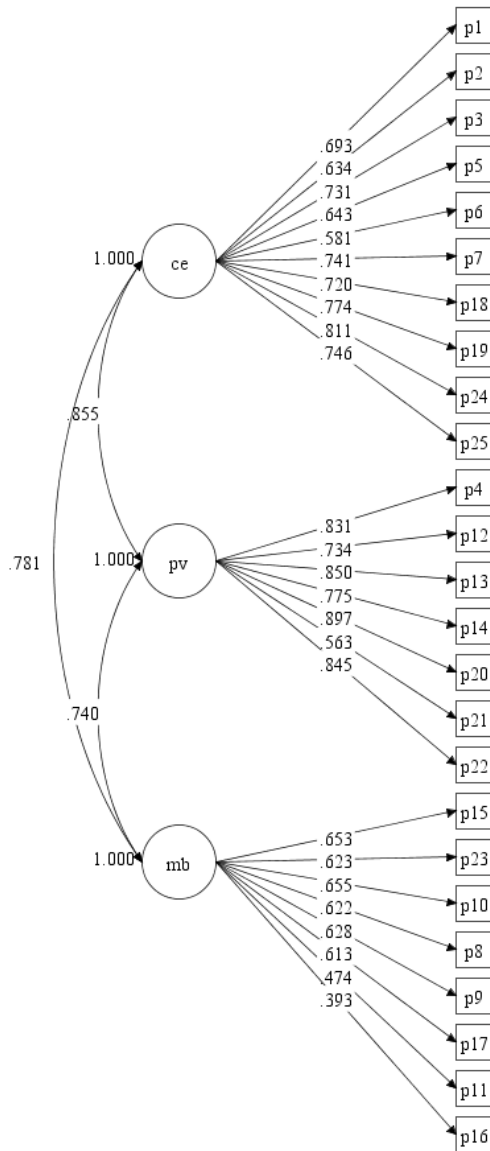 p1
p2
p3
p5
p6
p7
p18
p19
p24
p25
.693
.634
.731
.643
.581
.741
.720
.774
.811
.746
1.000
ce
.855
p4
p12
p13
p14
p20
p21
p22
.831
.734
.850
.775
.897
.563
.845
1.000
pv
.781
.740
p15
p23
p10
p8
p9
p17
p11
p16
.653
.623
.655
.622
.628
.613
.474
.393
1.000
mb